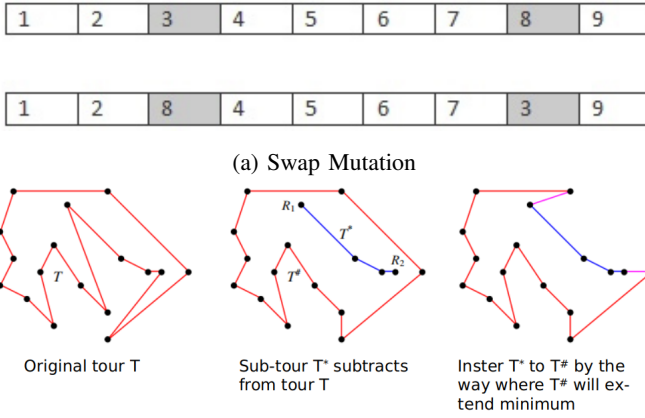 1 2 3 4 5 6 7 8 9
1 2 8 4 5 6 7 3 9
(a) Swap Mutation
T
R1 T* R2 T#
Original tour T
Sub-tour T* subtracts
from tour T
Inster T* to T# by the
way where T# will ex-
tend minimum